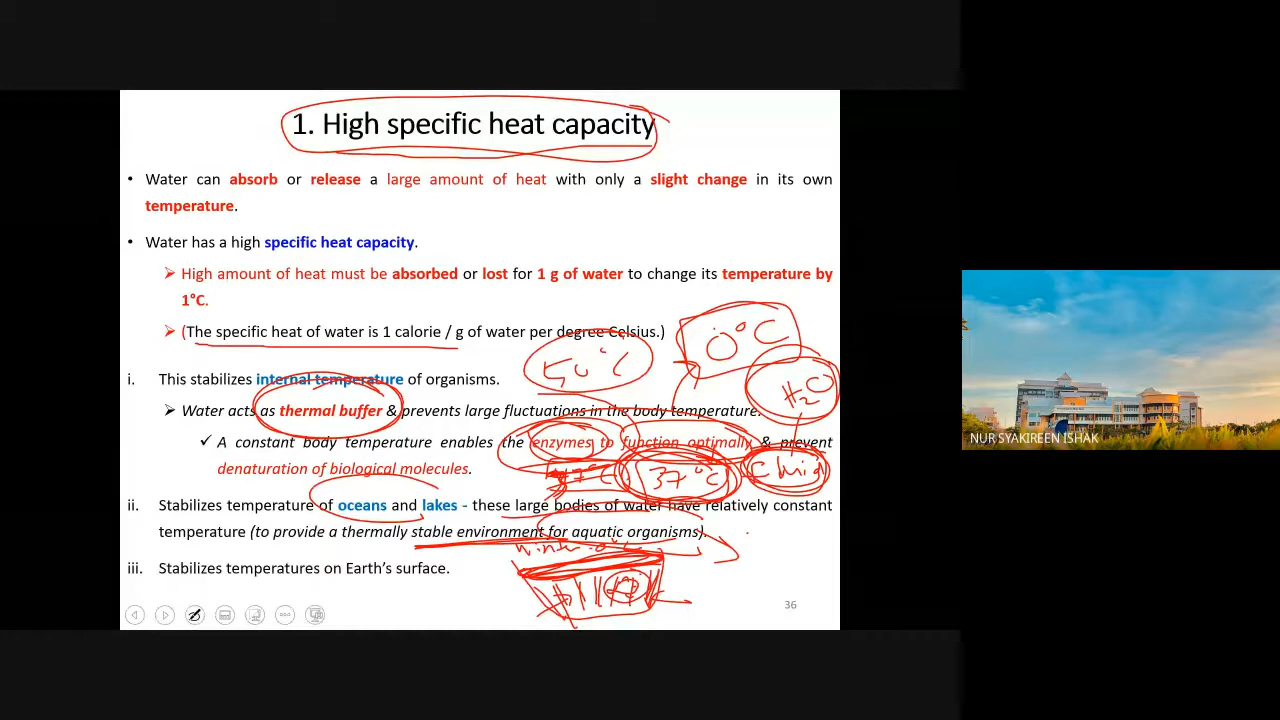 1. High specific heat capacity
• Water can absorb or release a large amount of heat with only a slight change in its own
temperature.
• Water has a high specific heat capacity.
➢ High amount of heat must be absorbed or lost for 1 g of water to change its temperature by
1°C.
➢ (The specific heat of water is 1 calorie / g of water per degree Celsius.)
0°C
50°C
H2O
i. This stabilizes internal temperature of organisms.
➢ Water acts as thermal buffer & prevents large fluctuations in the body temperature.
✓ A constant body temperature enables the enzymes to function optimally & prevent
denaturation of biological molecules.
37°C
ii. Stabilizes temperature of oceans and lakes - these large bodies of water have relatively constant
temperature (to provide a thermally stable environment for aquatic organisms).
iii. Stabilizes temperatures on Earth's surface.
36
NUR SYAKIREEN ISHAK